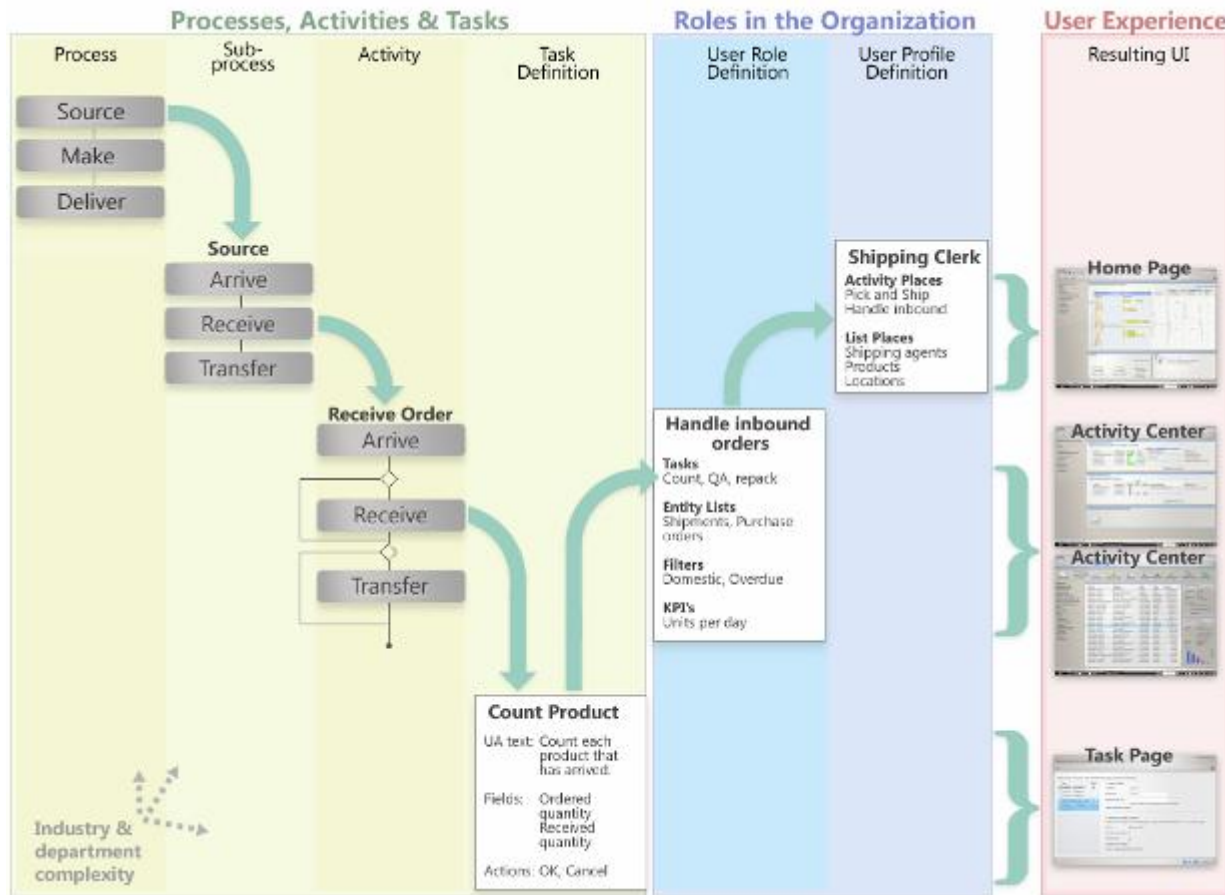 Processes, Activities & Tasks
Roles in the Organization
User Experience
Process
Sub-
process
Activity
Task
Definition
User Role
Definition
User Profile
Definition
Resulting UI
Source
Make
Deliver
Source
Arrive
Receive
Transfer
Receive Order
Arrive
Receive
Transfer
Count Product
UA text: Count each
product that
has arrived.
Fields: Ordered
quantity
Received
quantity
Actions: OK, Cancel
Handle inbound
orders
Tasks
Count, QA, repack
Entity Lists
Shipments, Purchase
orders
Filters
Domestic, Overdue
KPI's
Units per day
Shipping Clerk
Activity Places
Pick and Ship
Handle inbound
List Places
Shipping agents
Products
Locations
Home Page
Activity Center
Activity Center
Task Page
Industry &
department
complexity